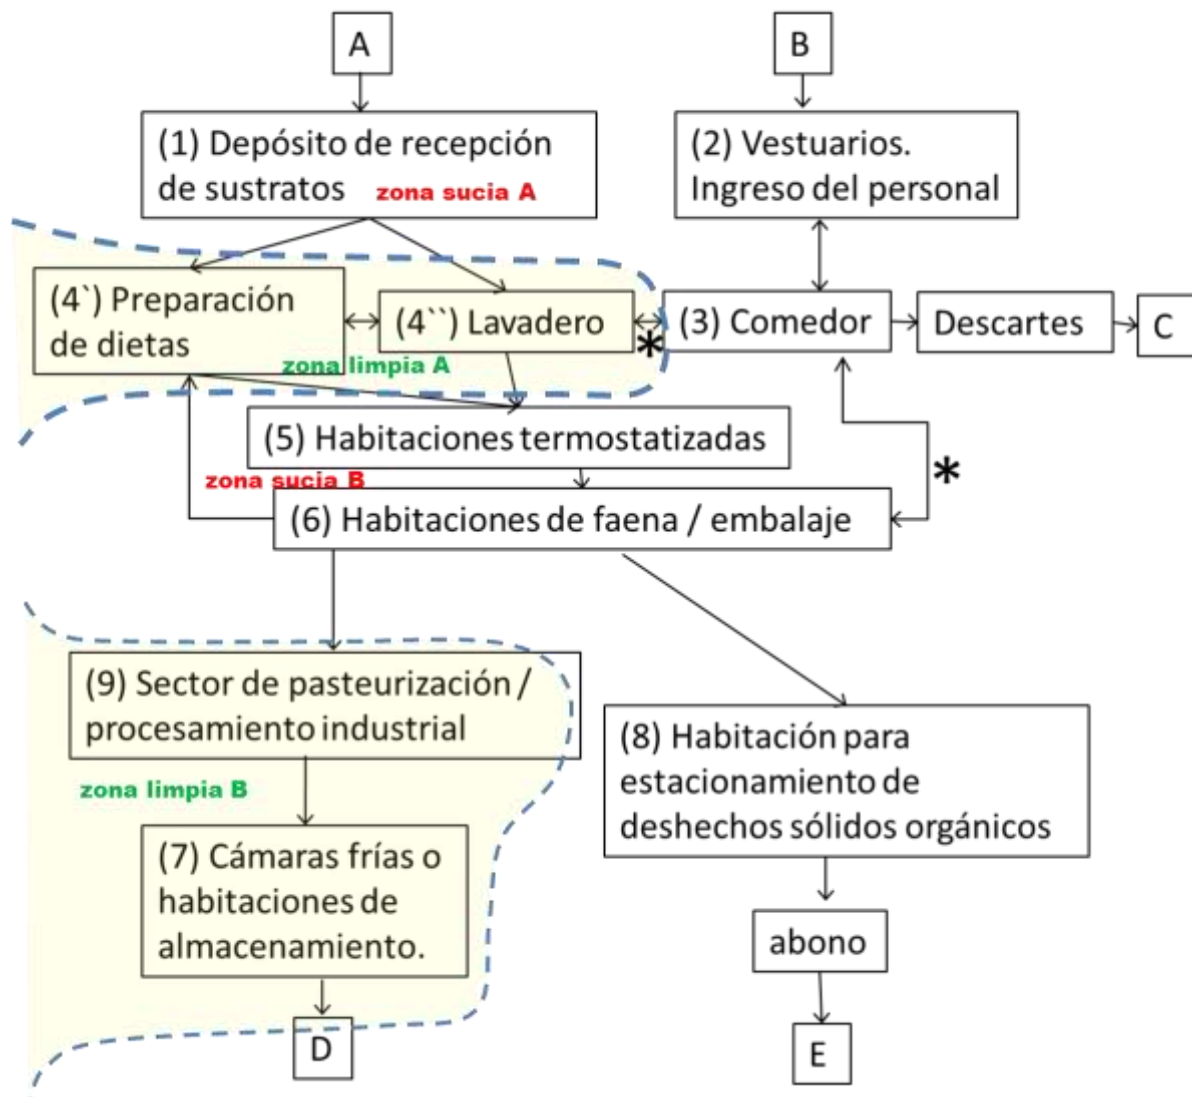 A
B
(1) Depósito de recepción
de sustratos zona sucia A
(2) Vestuarios.
Ingreso del personal
(4`) Preparación
de dietas
(4``) Lavadero
*
(3) Comedor
Descartes
C
zona limpia A
(5) Habitaciones termostatizadas
*
zona sucia B
(6) Habitaciones de faena / embalaje
(9) Sector de pasteurización /
procesamiento industrial
zona limpia B
(8) Habitación para
estacionamiento de
deshechos sólidos orgánicos
(7) Cámaras frías o
habitaciones de
almacenamiento.
abono
D
E